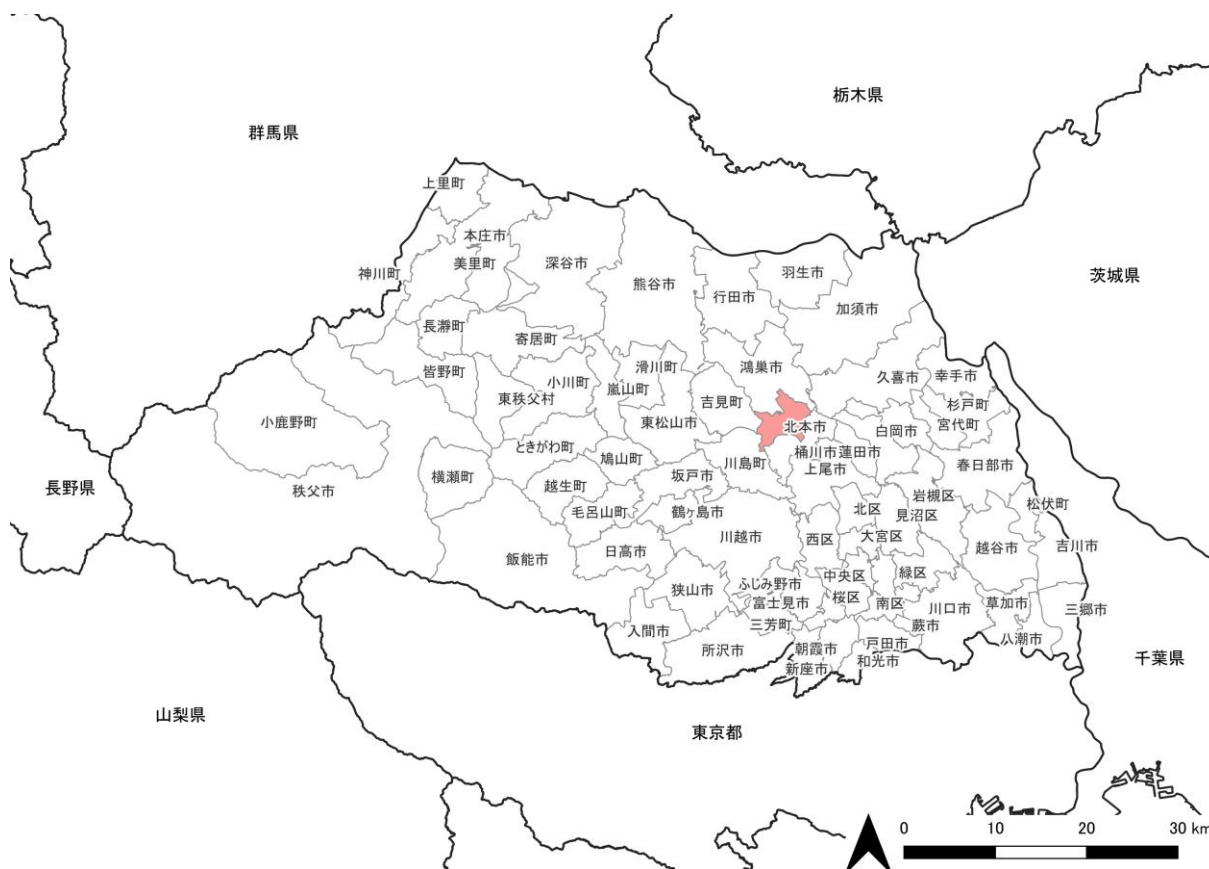 栃木県
群馬県
茨城県
上里町
本庄市
美里町
深谷市
神川町
熊谷市
行田市
羽生市
加須市
長瀞町
寄居町
皆野町
小川町
東秩父村
嵐山町
滑川町
吉見町
鴻巣市
久喜市
幸手市
杉戸町
宮代町
小鹿野町
東松山市
北本市
白岡市
ときがわ町
鳩山町
川島町
桶川市
蓮田市
上尾市
春日部市
長野県
秩父市
横瀬町
越生町
坂戸市
毛呂山町
鶴ヶ島市
岩槻区
見沼区
北区
松伏町
飯能市
日高市
川越市
西区
大宮区
越谷市
吉川市
狭山市
ふじみ野市
富士見市
中央区
桜区
緑区
南区
川口市
草加市
三郷市
入間市
三芳町
蕨市
八潮市
所沢市
朝霞市
戸田市
新座市
和光市
千葉県
山梨県
東京都
0 10 20 30 km